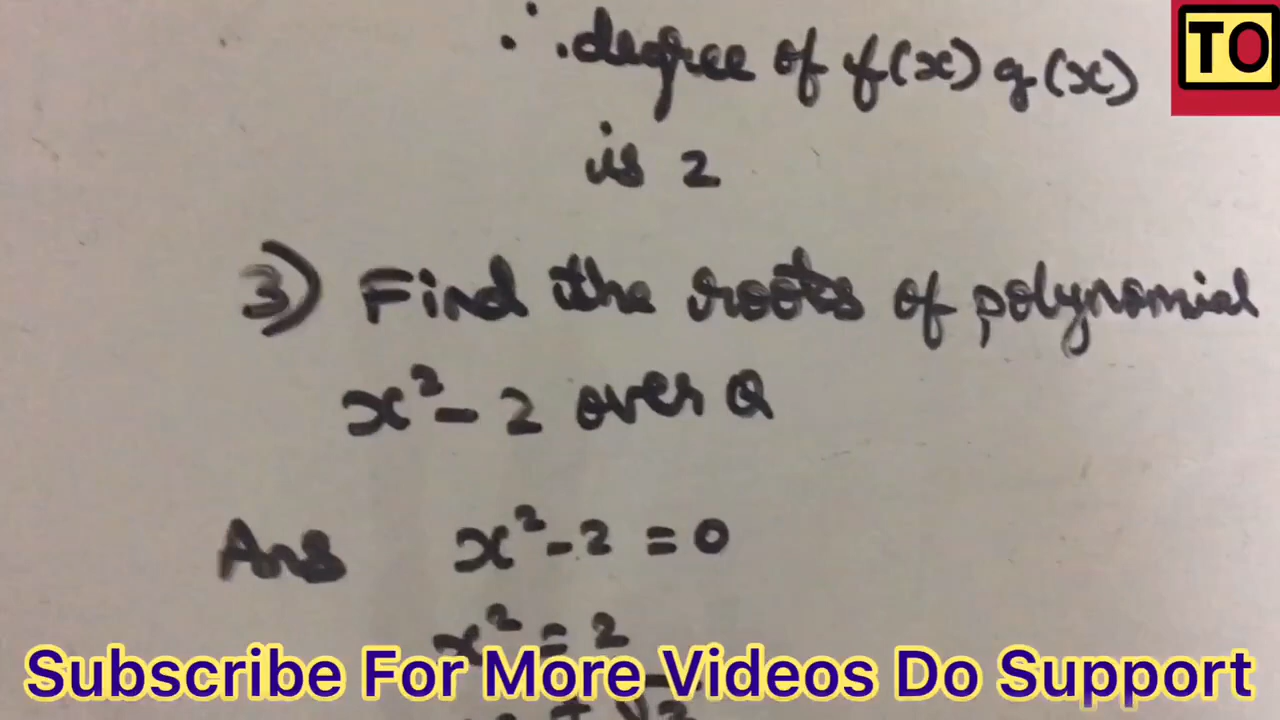 TO
∴ degree of f(x) g(x)
is 2
3) Find the roots of polynomial
x² - 2 over Q
Ans x² - 2 = 0
x² = 2
± √2
Subscribe For More Videos Do Support